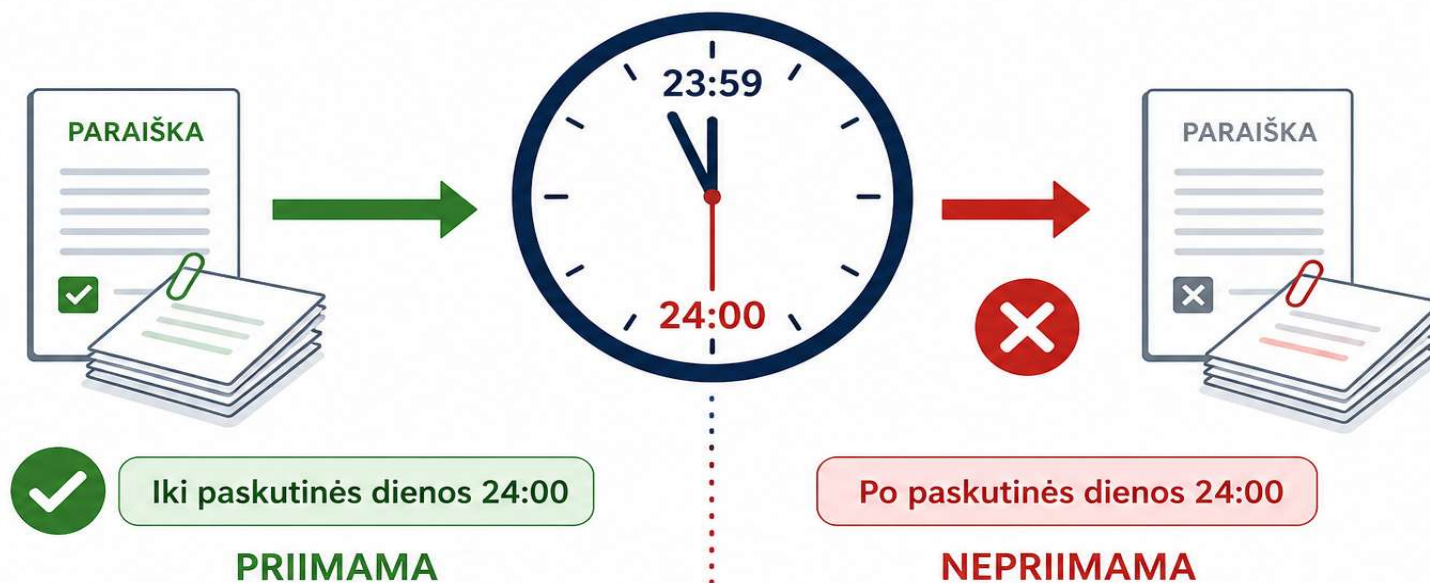 23:59
PARAIŠKA
PARAIŠKA
24:00
Iki paskutinės dienos 24:00
Po paskutinės dienos 24:00
PRIIMAMA
NEPRIIMAMA